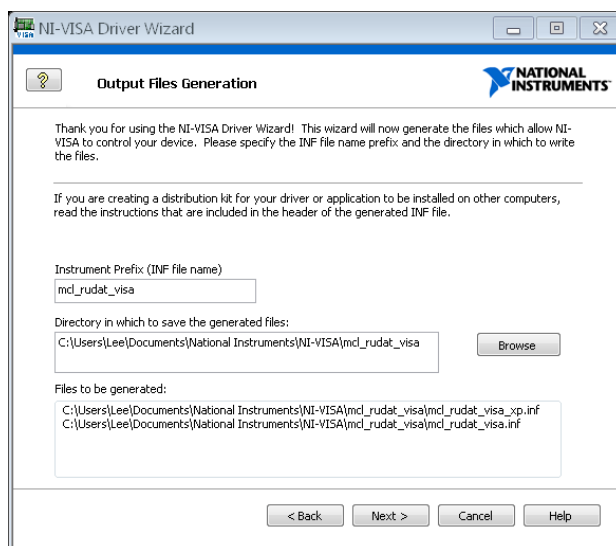 NI-VISA Driver Wizard
Output Files Generation
NATIONAL INSTRUMENTS
Thank you for using the NI-VISA Driver Wizard! This wizard will now generate the files which allow NI-
VISA to control your device. Please specify the INF file name prefix and the directory in which to write
the files.
If you are creating a distribution kit for your driver or application to be installed on other computers,
read the instructions that are included in the header of the generated INF file.
Instrument Prefix (INF file name)
mcl_rudat_visa
Directory in which to save the generated files:
C:\Users\Lee\Documents\National Instruments\NI-VISA\mcl_rudat_visa
Browse
Files to be generated:
C:\Users\Lee\Documents\National Instruments\NI-VISA\mcl_rudat_visa\mcl_rudat_visa_xp.inf
C:\Users\Lee\Documents\National Instruments\NI-VISA\mcl_rudat_visa\mcl_rudat_visa.inf
< Back Next > Cancel Help